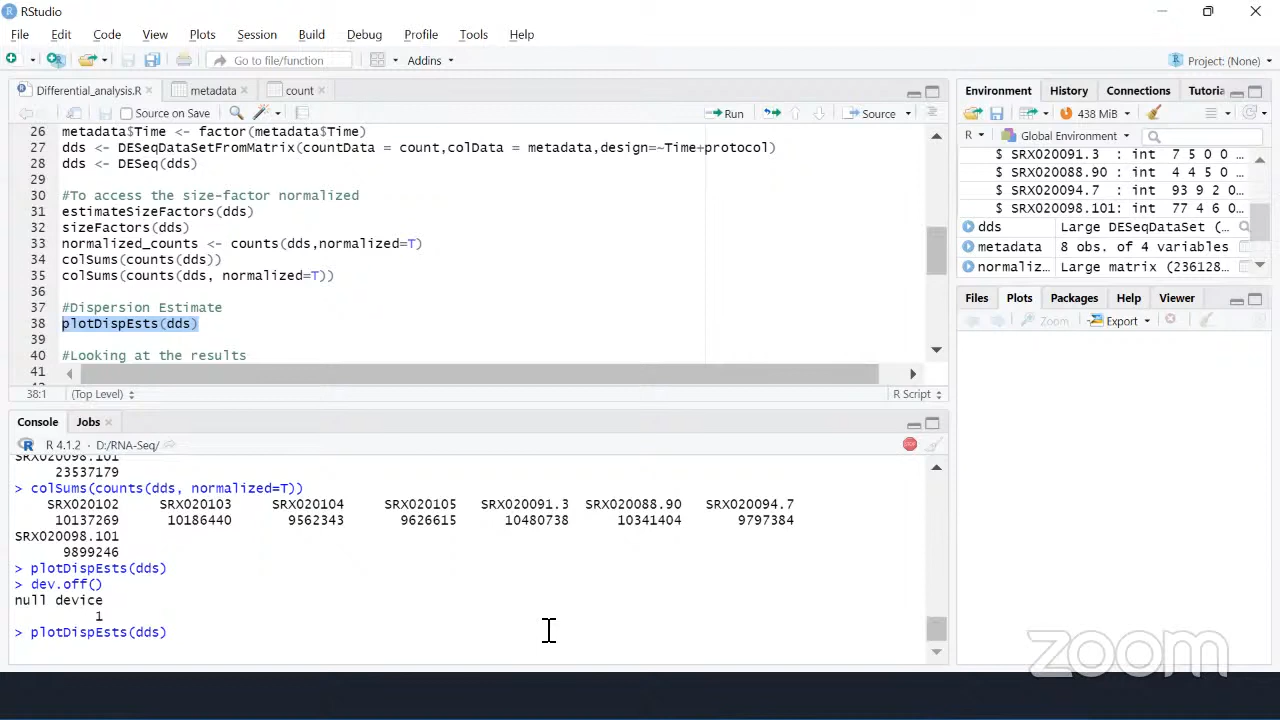 RStudio
File Edit Code View Plots Session Build Debug Profile Tools Help
Go to file/function Addins Project: (None)
Differential_analysis.R metadata count
Source on Save Run Source
26 metadata$Time <- factor(metadata$Time)
27 dds <- DESeqDataSetFromMatrix(countData = count,colData = metadata,design=~Time+protocol)
28 dds <- DESeq(dds)
29
30 #To access the size-factor normalized
31 estimateSizeFactors(dds)
32 sizeFactors(dds)
33 normalized_counts <- counts(dds,normalized=T)
34 colSums(counts(dds))
35 colSums(counts(dds, normalized=T))
36
37 #Dispersion Estimate
38 plotDispEsts(dds)
39
40 #Looking at the results
41
38:1 (Top Level) R Script
Console Jobs
R 4.1.2 · D:/RNA-Seq/
SRX020098.101
23537179
> colSums(counts(dds, normalized=T))
SRX020102 SRX020103 SRX020104 SRX020105 SRX020091.3 SRX020088.90 SRX020094.7
10137269 10186440 9562343 9626615 10480738 10341404 9797384
SRX020098.101
9899246
> plotDispEsts(dds)
> dev.off()
null device
1
> plotDispEsts(dds)
Environment History Connections Tutoria
438 MiB
R Global Environment
$ SRX020091.3 : int 7 5 0 0 ...
$ SRX020088.90 : int 4 4 5 0 ...
$ SRX020094.7 : int 93 9 2 0...
$ SRX020098.101: int 77 4 6 0...
dds Large DESeqDataSet (...
metadata 8 obs. of 4 variables
normaliz... Large matrix (236128...
Files Plots Packages Help Viewer
Zoom Export
zoom